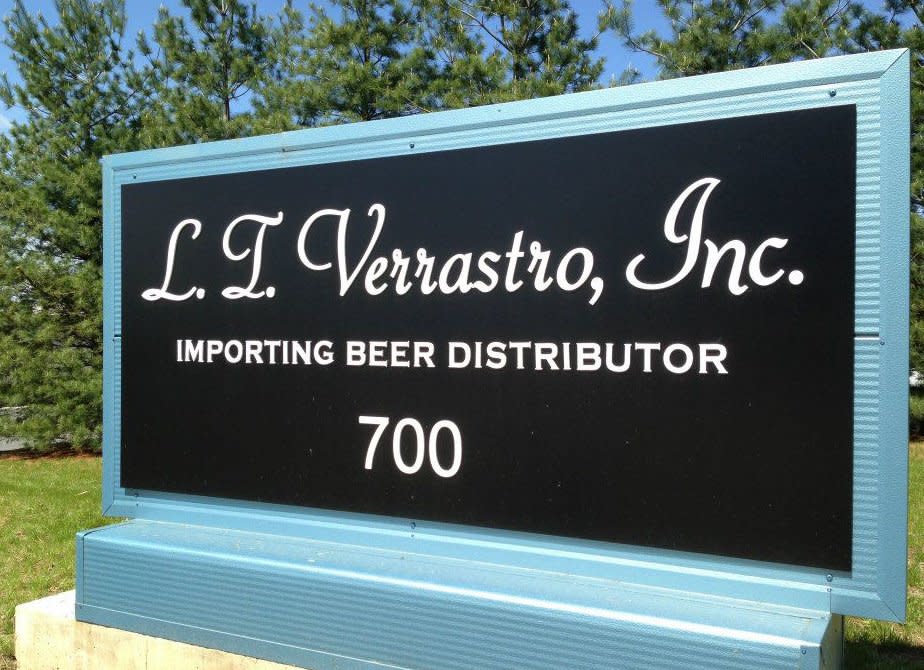 L. T. Verrastro, Inc.
IMPORTING BEER DISTRIBUTOR
700